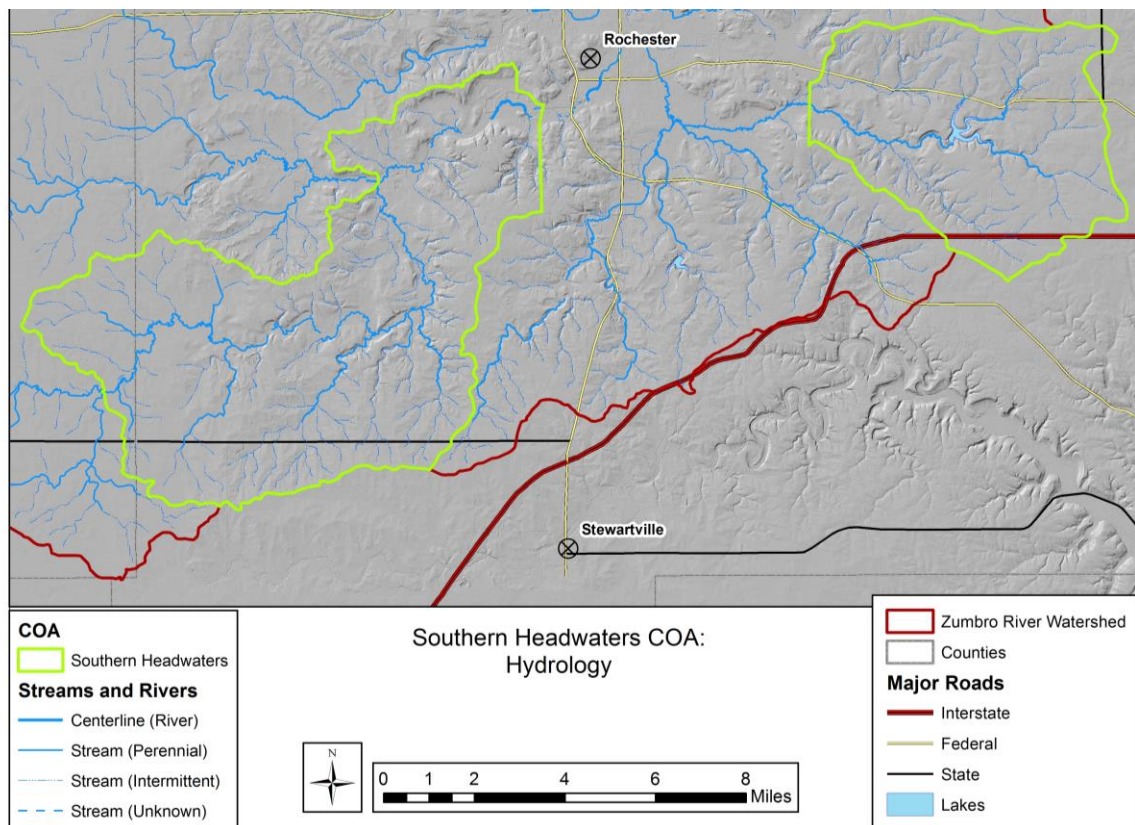 Rochester
Stewartville
COA
Southern Headwaters
Streams and Rivers
Centerline (River)
Stream (Perennial)
Stream (Intermittent)
Stream (Unknown)
Southern Headwaters COA:
Hydrology
N
0 1 2 4 6 8
Miles
Zumbro River Watershed
Counties
Major Roads
Interstate
Federal
State
Lakes